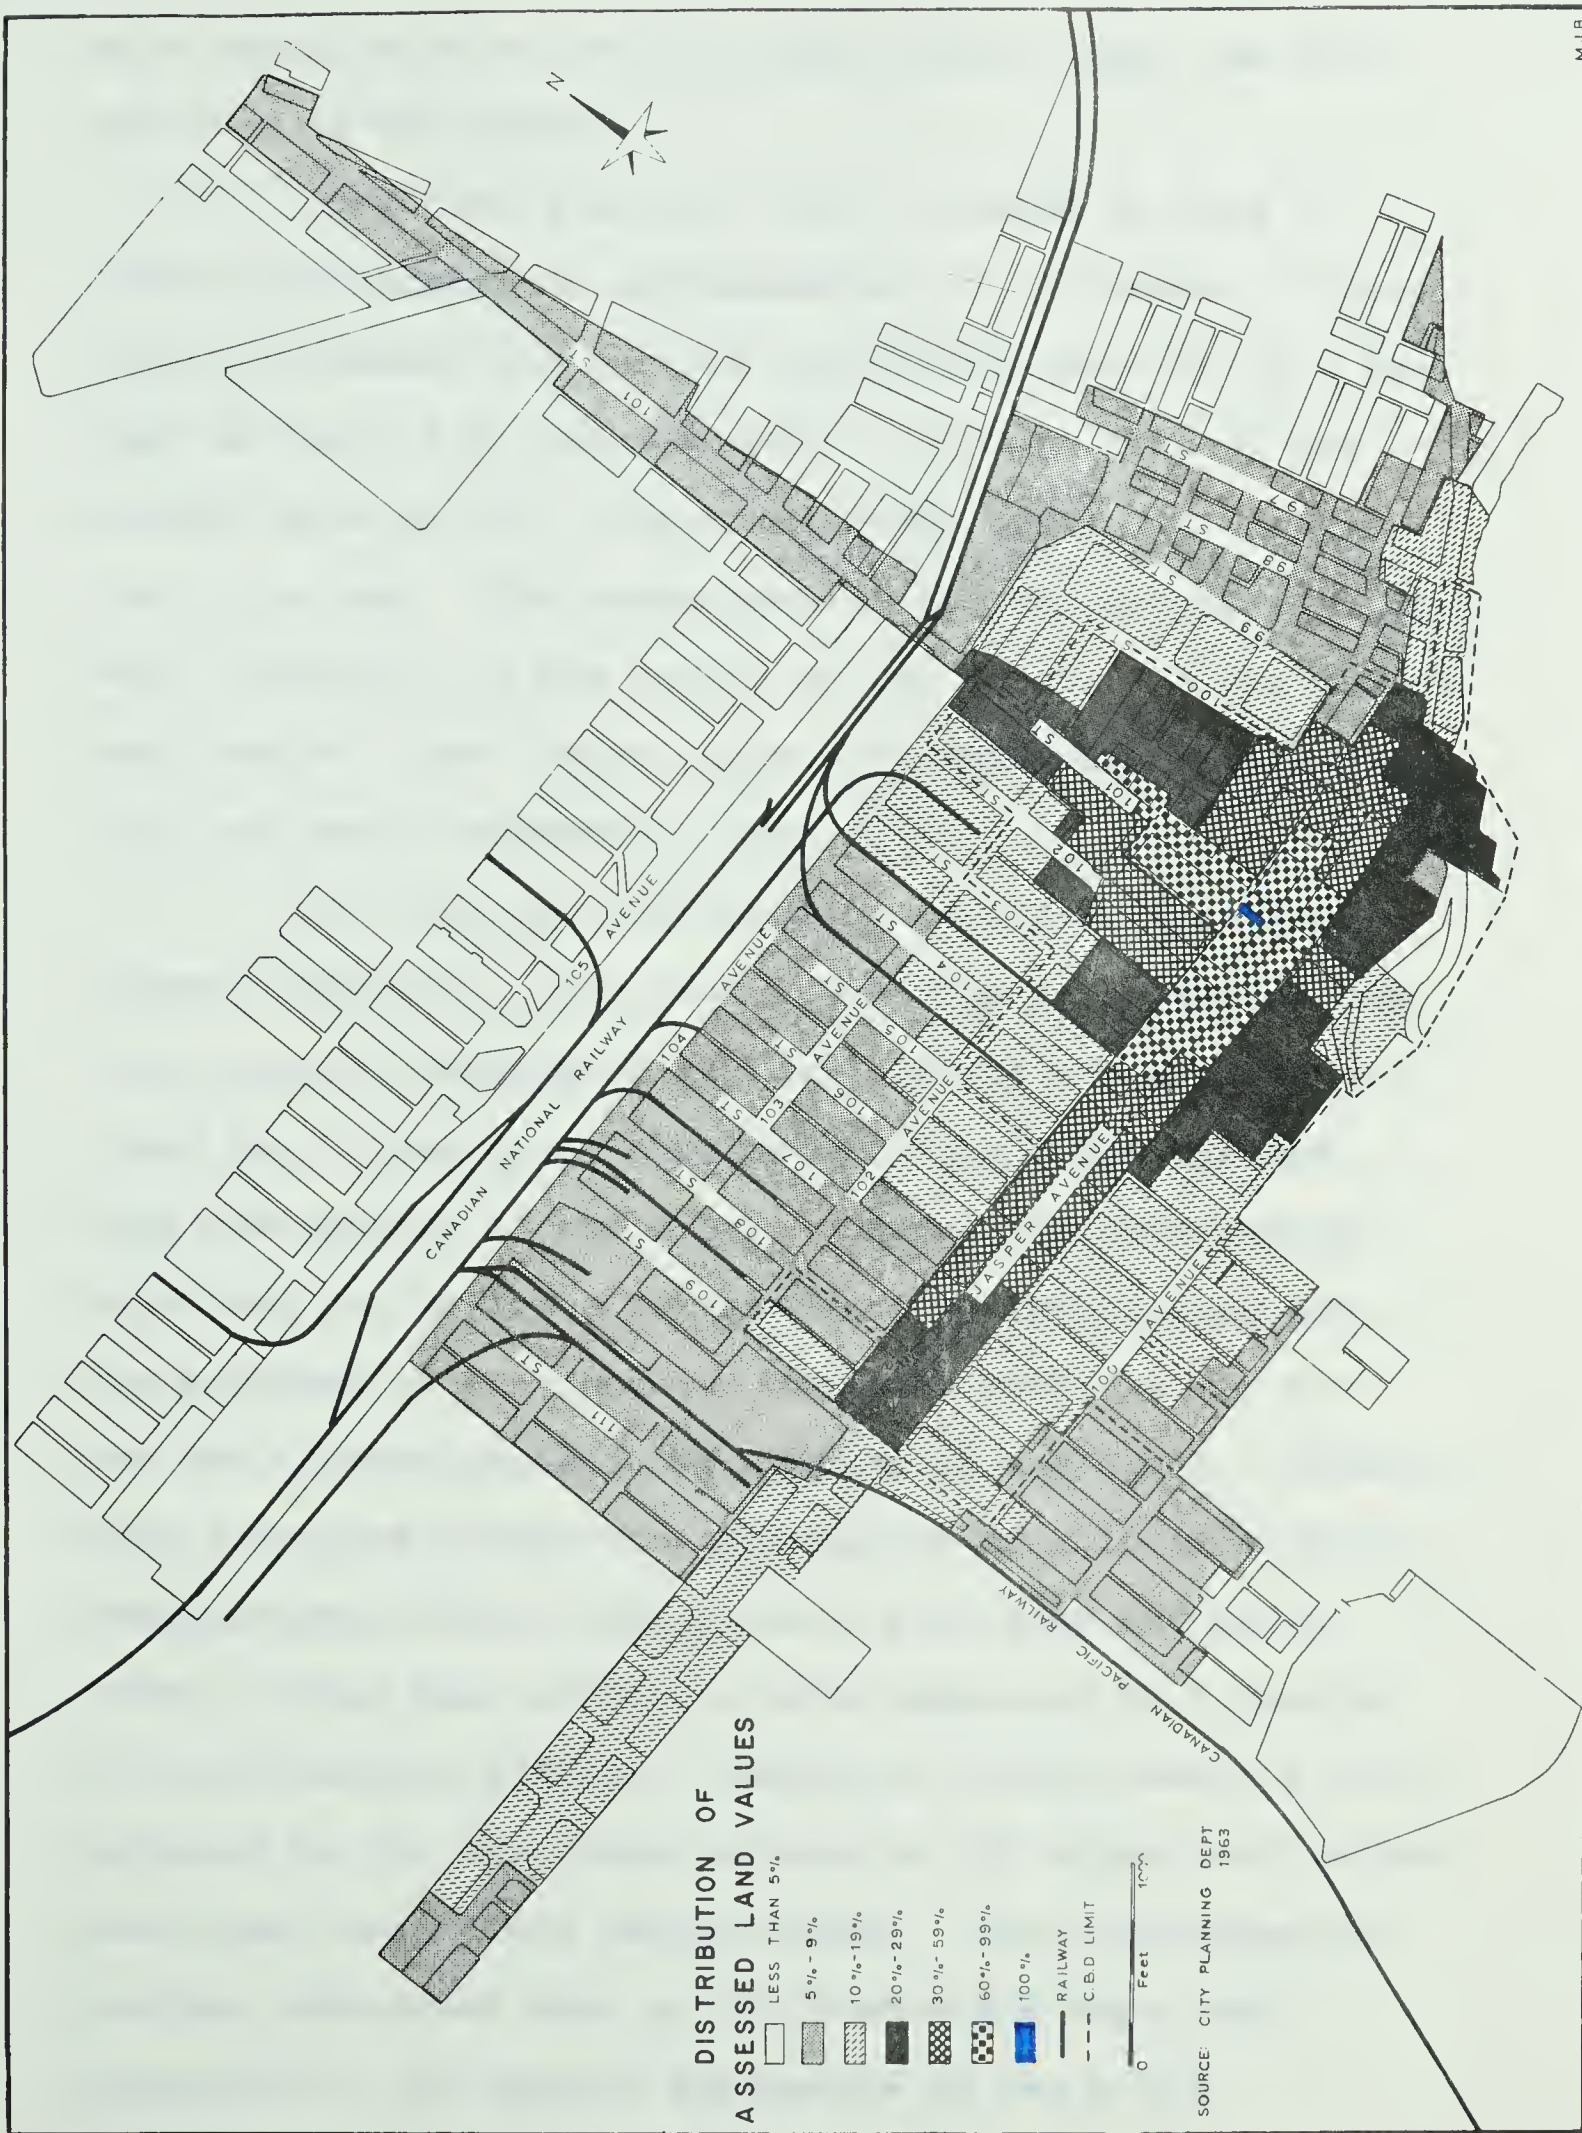 DISTRIBUTION OF
ASSESSED LAND VALUES
LESS THAN 5%
5% - 9%
10% - 19%
20% - 29%
30% - 59%
60% - 99%
100%
RAILWAY
C.B.D LIMIT
0 Feet
SOURCE: CITY PLANNING DEPT
1963
N
CANADIAN NATIONAL RAILWAY
CANADIAN PACIFIC RAILWAY
105 AVENUE
104 AVENUE
103 AVENUE
102 AVENUE
JASPER AVENUE
AVENUE
111 ST
109 ST
108 ST
107 ST
106 ST
105 ST
104 ST
103 ST
102 ST
101 ST
101 ST
99 ST
98 ST
97 ST